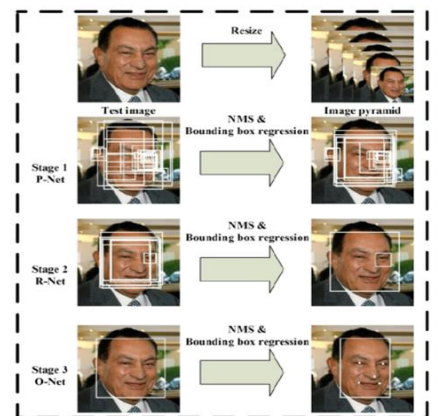 Resize
Test image
Image pyramid
NMS &
Bounding box regression
Stage 1
P-Net
NMS &
Bounding box regression
Stage 2
R-Net
NMS &
Bounding box regression
Stage 3
O-Net